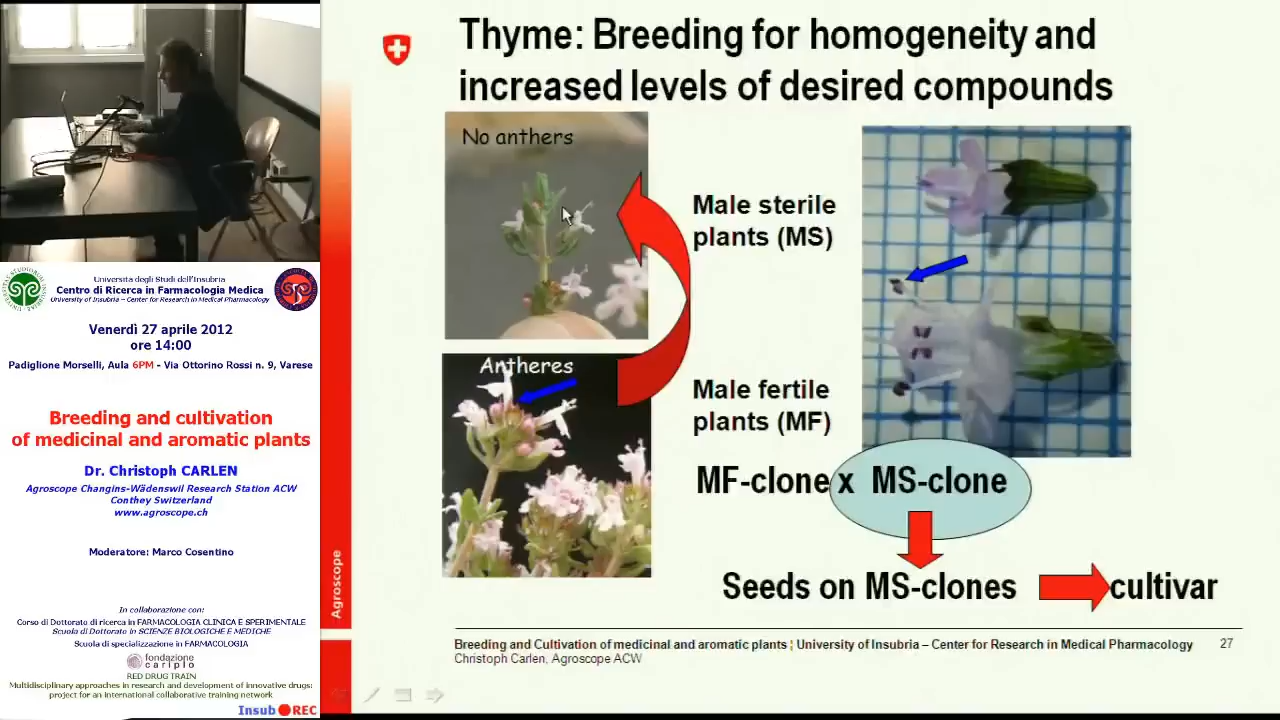 Università degli Studi dell'Insubria
Centro di Ricerca in Farmacologia Medica
University of Insubria – Center for Research in Medical Pharmacology
Venerdì 27 aprile 2012
ore 14:00
Padiglione Morselli, Aula 6PM - Via Ottorino Rossi n. 9, Varese
Breeding and cultivation
of medicinal and aromatic plants
Dr. Christoph CARLEN
Agroscope Changins-Wädenswil Research Station ACW
Conthey Switzerland
www.agroscope.ch
Moderatore: Marco Cosentino
In collaborazione con:
Corso di Dottorato di ricerca in FARMACOLOGIA CLINICA E SPERIMENTALE
Scuola di Dottorato in SCIENZE BIOLOGICHE E MEDICHE
Scuola di specializzazione in FARMACOLOGIA
fondazione
cariplo
RED DRUG TRAIN
Multidisciplinary approaches in research and development of innovative drugs:
project for an international collaborative training network
InsubREC
Agroscope
Thyme: Breeding for homogeneity and
increased levels of desired compounds
No anthers
Male sterile
plants (MS)
Antheres
Male fertile
plants (MF)
MF-clone x MS-clone
Seeds on MS-clones cultivar
Breeding and Cultivation of medicinal and aromatic plants ¦ University of Insubria – Center for Research in Medical Pharmacology 27
Christoph Carlen, Agroscope ACW